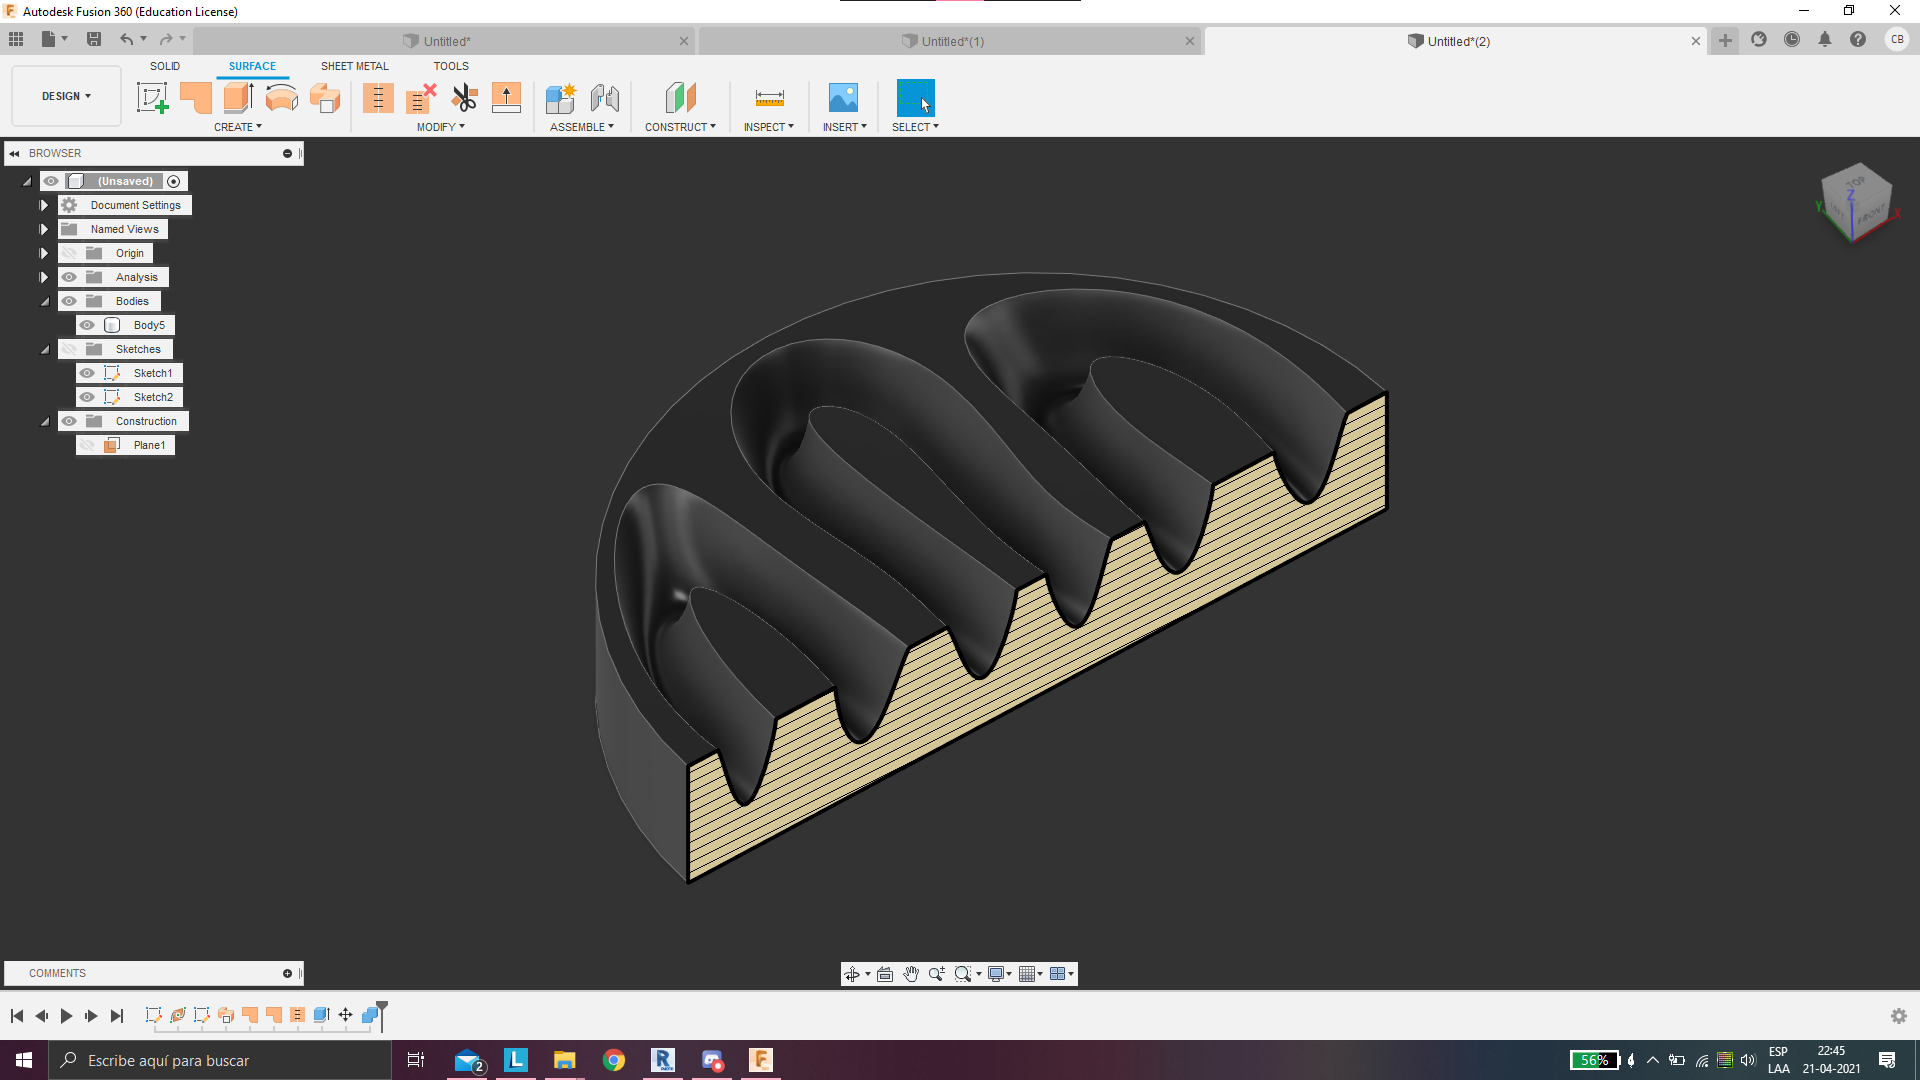 Autodesk Fusion 360 (Education License)
Untitled*
Untitled*(1)
Untitled*(2)
CB
DESIGN
SOLID
SURFACE
SHEET METAL
TOOLS
CREATE
MODIFY
ASSEMBLE
CONSTRUCT
INSPECT
INSERT
SELECT
BROWSER
(Unsaved)
Document Settings
Named Views
Origin
Analysis
Bodies
Body5
Sketches
Sketch1
Sketch2
Construction
Plane1
TOP
LEFT
FRONT
X
Y
Z
COMMENTS
Escribe aquí para buscar
2
L
R
F
56%
ESP
LAA
22:45
21-04-2021